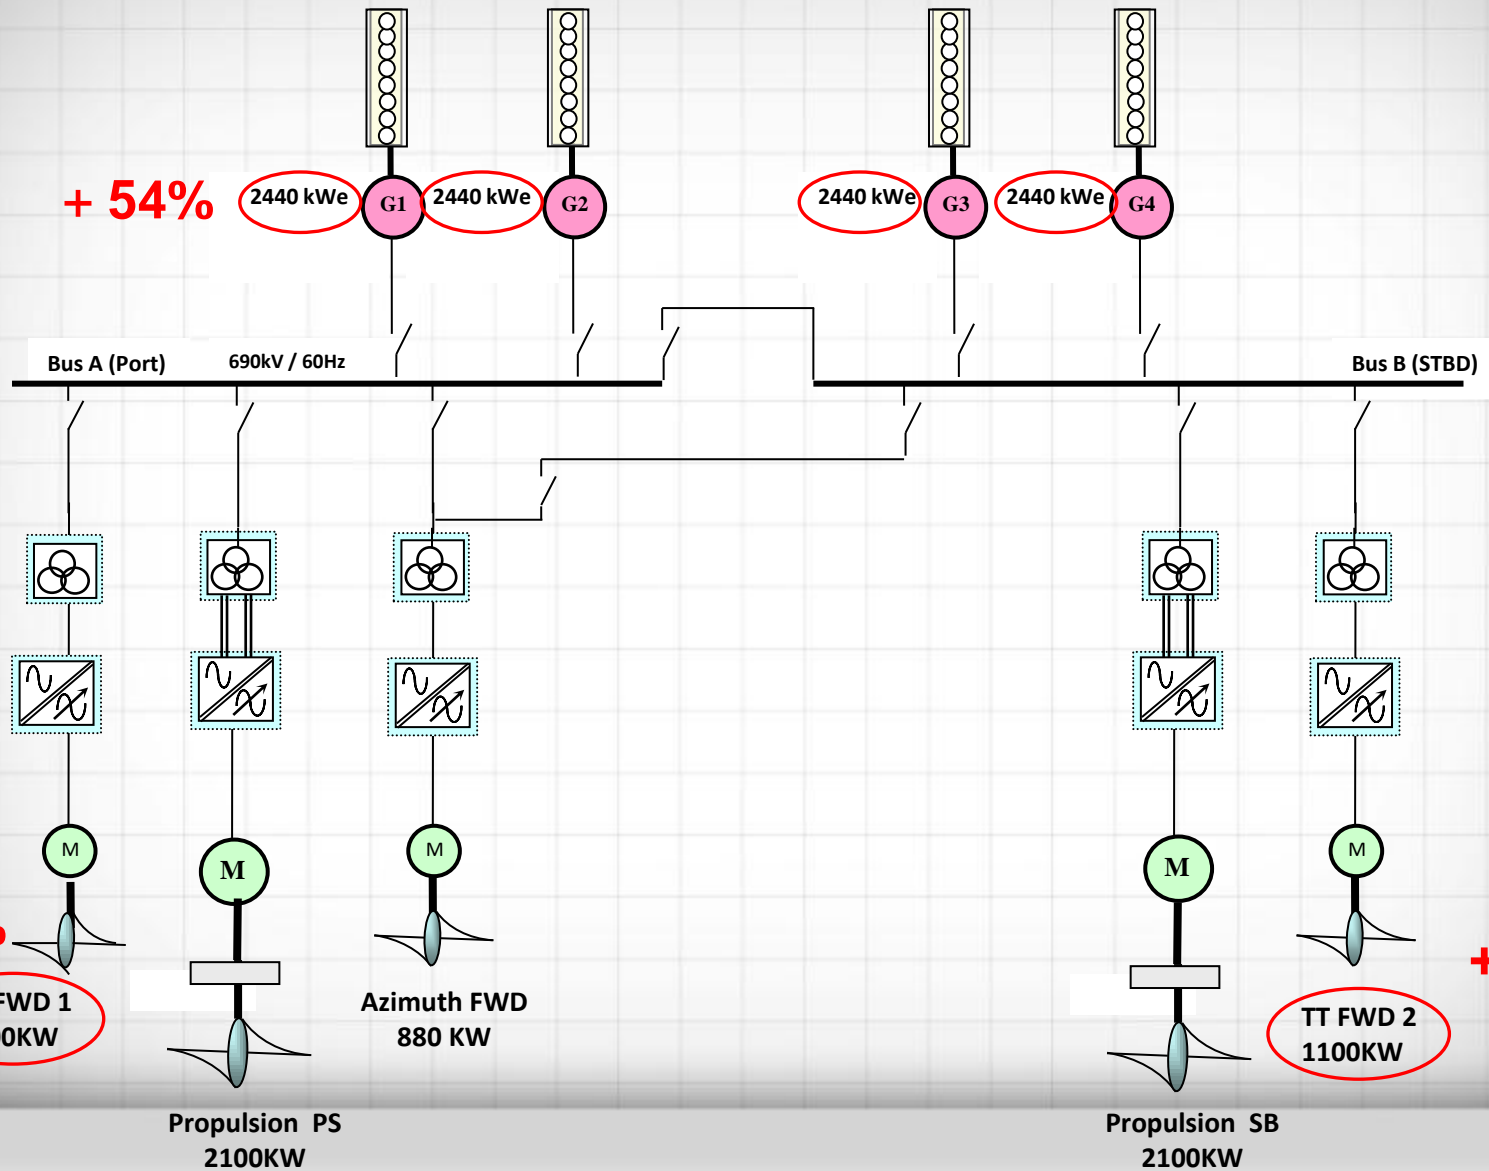 + 54%
2440 kWe
G1
2440 kWe
G2
2440 kWe
G3
2440 kWe
G4
Bus A (Port)
690kV / 60Hz
Bus B (STBD)
M
M
M
M
M
FWD 1
0KW
Azimuth FWD
880 KW
+
TT FWD 2
1100KW
Propulsion PS
2100KW
Propulsion SB
2100KW